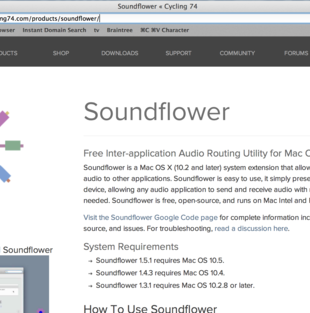 Soundflower « Cycling 74
ng74.com/products/soundflower/
owser Instant Domain Search tv Braintree ⌘C ⌘V Character
DUCTS SHOP DOWNLOADS SUPPORT COMMUNITY FORUMS
Soundflower
Free Inter-application Audio Routing Utility for Mac O
Soundflower is a Mac OS X (10.2 and later) system extension that allow
audio to other applications. Soundflower is easy to use, it simply prese
device, allowing any audio application to send and receive audio with
needed. Soundflower is free, open-source, and runs on Mac Intel and
Visit the Soundflower Google Code page for complete information inc
source, and issues. For troubleshooting, read a discussion here.
Soundflower
System Requirements
→ Soundflower 1.5.1 requires Mac OS 10.5.
→ Soundflower 1.4.3 requires Mac OS 10.4.
→ Soundflower 1.3.1 requires Mac OS 10.2.8 or later.
How To Use Soundflower